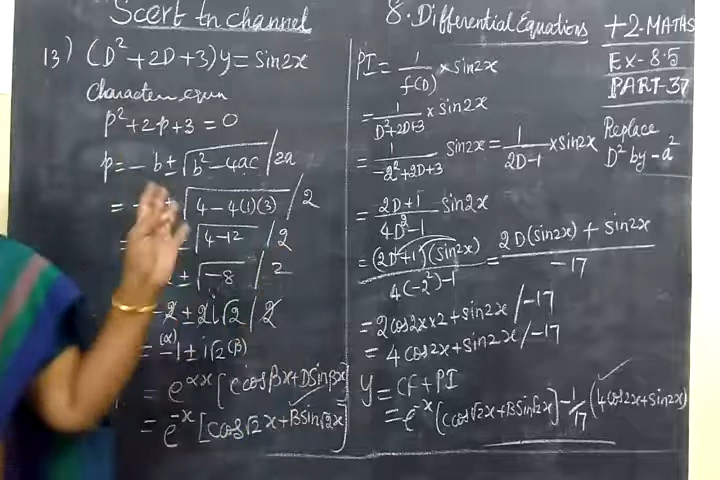 Scert tn channel
8. Differential Equations
+2-MATHS
Ex-8.5
PART-37
13) (D²+2D+3)y = Sin2x
p²+2p+3 = 0
p = -b±√b²-4ac/2a
= ±√4-4(1)(3)/2
√4-12 /2
±√-8 /2
-2±2i√2/2
= -1±i√2(β)
(α)
= e^αx[Ccosβx+Dsinβx]
= e^-x[Ccos√2x+Bsin√2x]
PI = 1/f(D) × sin2x
= 1/D²+2D+3 × sin2x
= 1/-2²+2D+3 sin2x = 1/2D-1 × sin2x
Replace
D² by -a²
= 2D+1/4D²-1 sin2x
= (2D+1)(sin2x)/4(-2²)-1 = 2D(sin2x)+sin2x/-17
= 2cos2x×2+sin2x/-17
= 4cos2x+sin2x/-17
y = CF+PI
= e^-x(Ccos√2x+Bsin√2x)-1/17(4cos2x+sin2x)